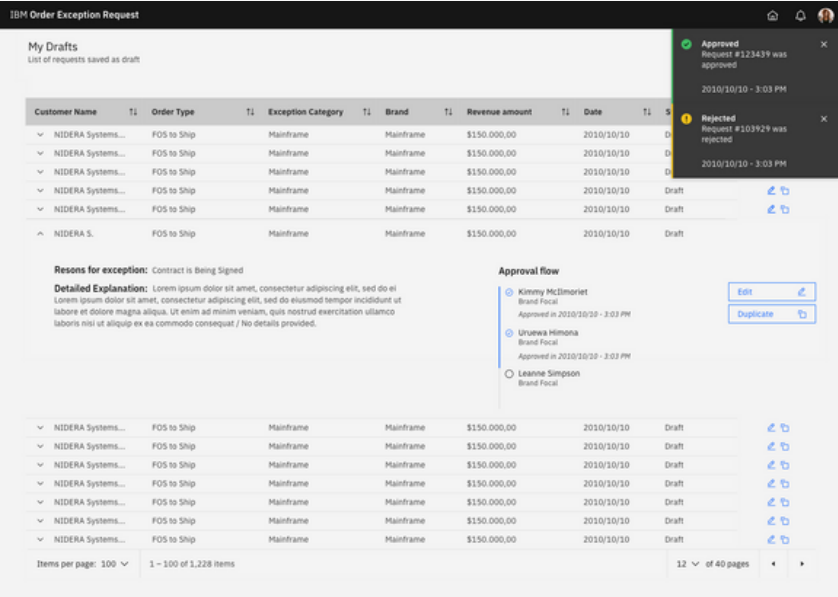 IBM Order Exception Request
My Drafts
List of requests saved as draft
Approved
Request #123439 was
approved
2010/10/10 - 3:03 PM
Rejected
Request #103929 was
rejected
2010/10/10 - 3:03 PM
Customer Name Order Type Exception Category Brand Revenue amount Date S
NIDERA Systems... FOS to Ship Mainframe Mainframe $150.000,00 2010/10/10 D
NIDERA Systems... FOS to Ship Mainframe Mainframe $150.000,00 2010/10/10 D
NIDERA Systems... FOS to Ship Mainframe Mainframe $150.000,00 2010/10/10 D
NIDERA Systems... FOS to Ship Mainframe Mainframe $150.000,00 2010/10/10 Draft
NIDERA Systems... FOS to Ship Mainframe Mainframe $150.000,00 2010/10/10 Draft
NIDERA S. FOS to Ship Mainframe Mainframe $150.000,00 2010/10/10 Draft
Resons for exception: Contract is Being Signed
Detailed Explanation: Lorem ipsum dolor sit amet, consectetur adipiscing elit, sed do ei
Lorem ipsum dolor sit amet, consectetur adipiscing elit, sed do eiusmod tempor incididunt ut
labore et dolore magna aliqua. Ut enim ad minim veniam, quis nostrud exercitation ullamco
laboris nisi ut aliquip ex ea commodo consequat / No details provided.
Approval flow
Kimmy McIlmoriet
Brand Focal
Approved in 2010/10/10 - 3:03 PM
Uruewa Himona
Brand Focal
Approved in 2010/10/10 - 3:03 PM
Leanne Simpson
Brand Focal
Edit
Duplicate
NIDERA Systems... FOS to Ship Mainframe Mainframe $150.000,00 2010/10/10 Draft
NIDERA Systems... FOS to Ship Mainframe Mainframe $150.000,00 2010/10/10 Draft
NIDERA Systems... FOS to Ship Mainframe Mainframe $150.000,00 2010/10/10 Draft
NIDERA Systems... FOS to Ship Mainframe Mainframe $150.000,00 2010/10/10 Draft
NIDERA Systems... FOS to Ship Mainframe Mainframe $150.000,00 2010/10/10 Draft
NIDERA Systems... FOS to Ship Mainframe Mainframe $150.000,00 2010/10/10 Draft
NIDERA Systems... FOS to Ship Mainframe Mainframe $150.000,00 2010/10/10 Draft
Items per page: 100 1 – 100 of 1,228 items 12 of 40 pages